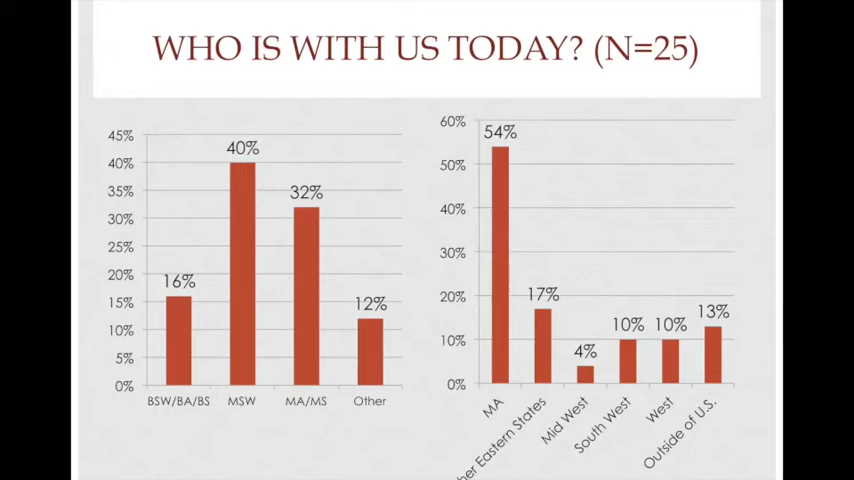 WHO IS WITH US TODAY? (N=25)
45%
40%
35%
30%
25%
20%
15%
10%
5%
0%
16%
40%
32%
12%
BSW/BA/BS
MSW
MA/MS
Other
60%
50%
40%
30%
20%
10%
0%
54%
17%
4%
10%
10%
13%
MA
Eastern States
Mid West
South West
West
Outside of U.S.